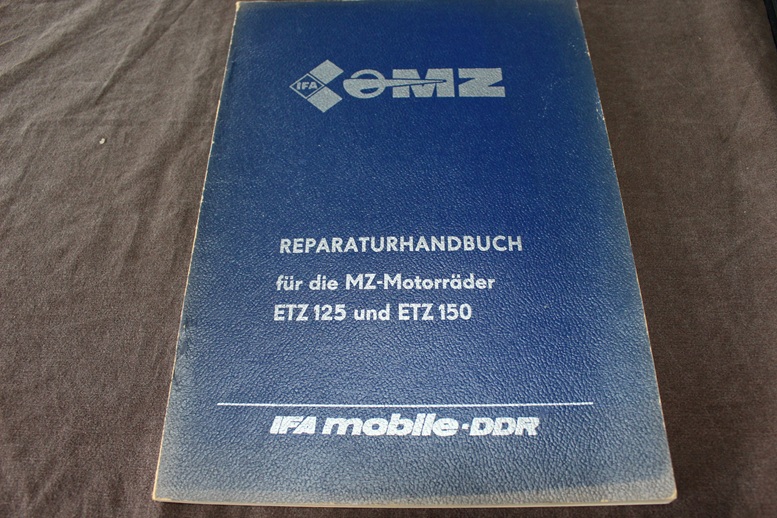 IFA MZ
REPARATURHANDBUCH
für die MZ-Motorräder
ETZ 125 und ETZ 150
IFA mobile-DDR